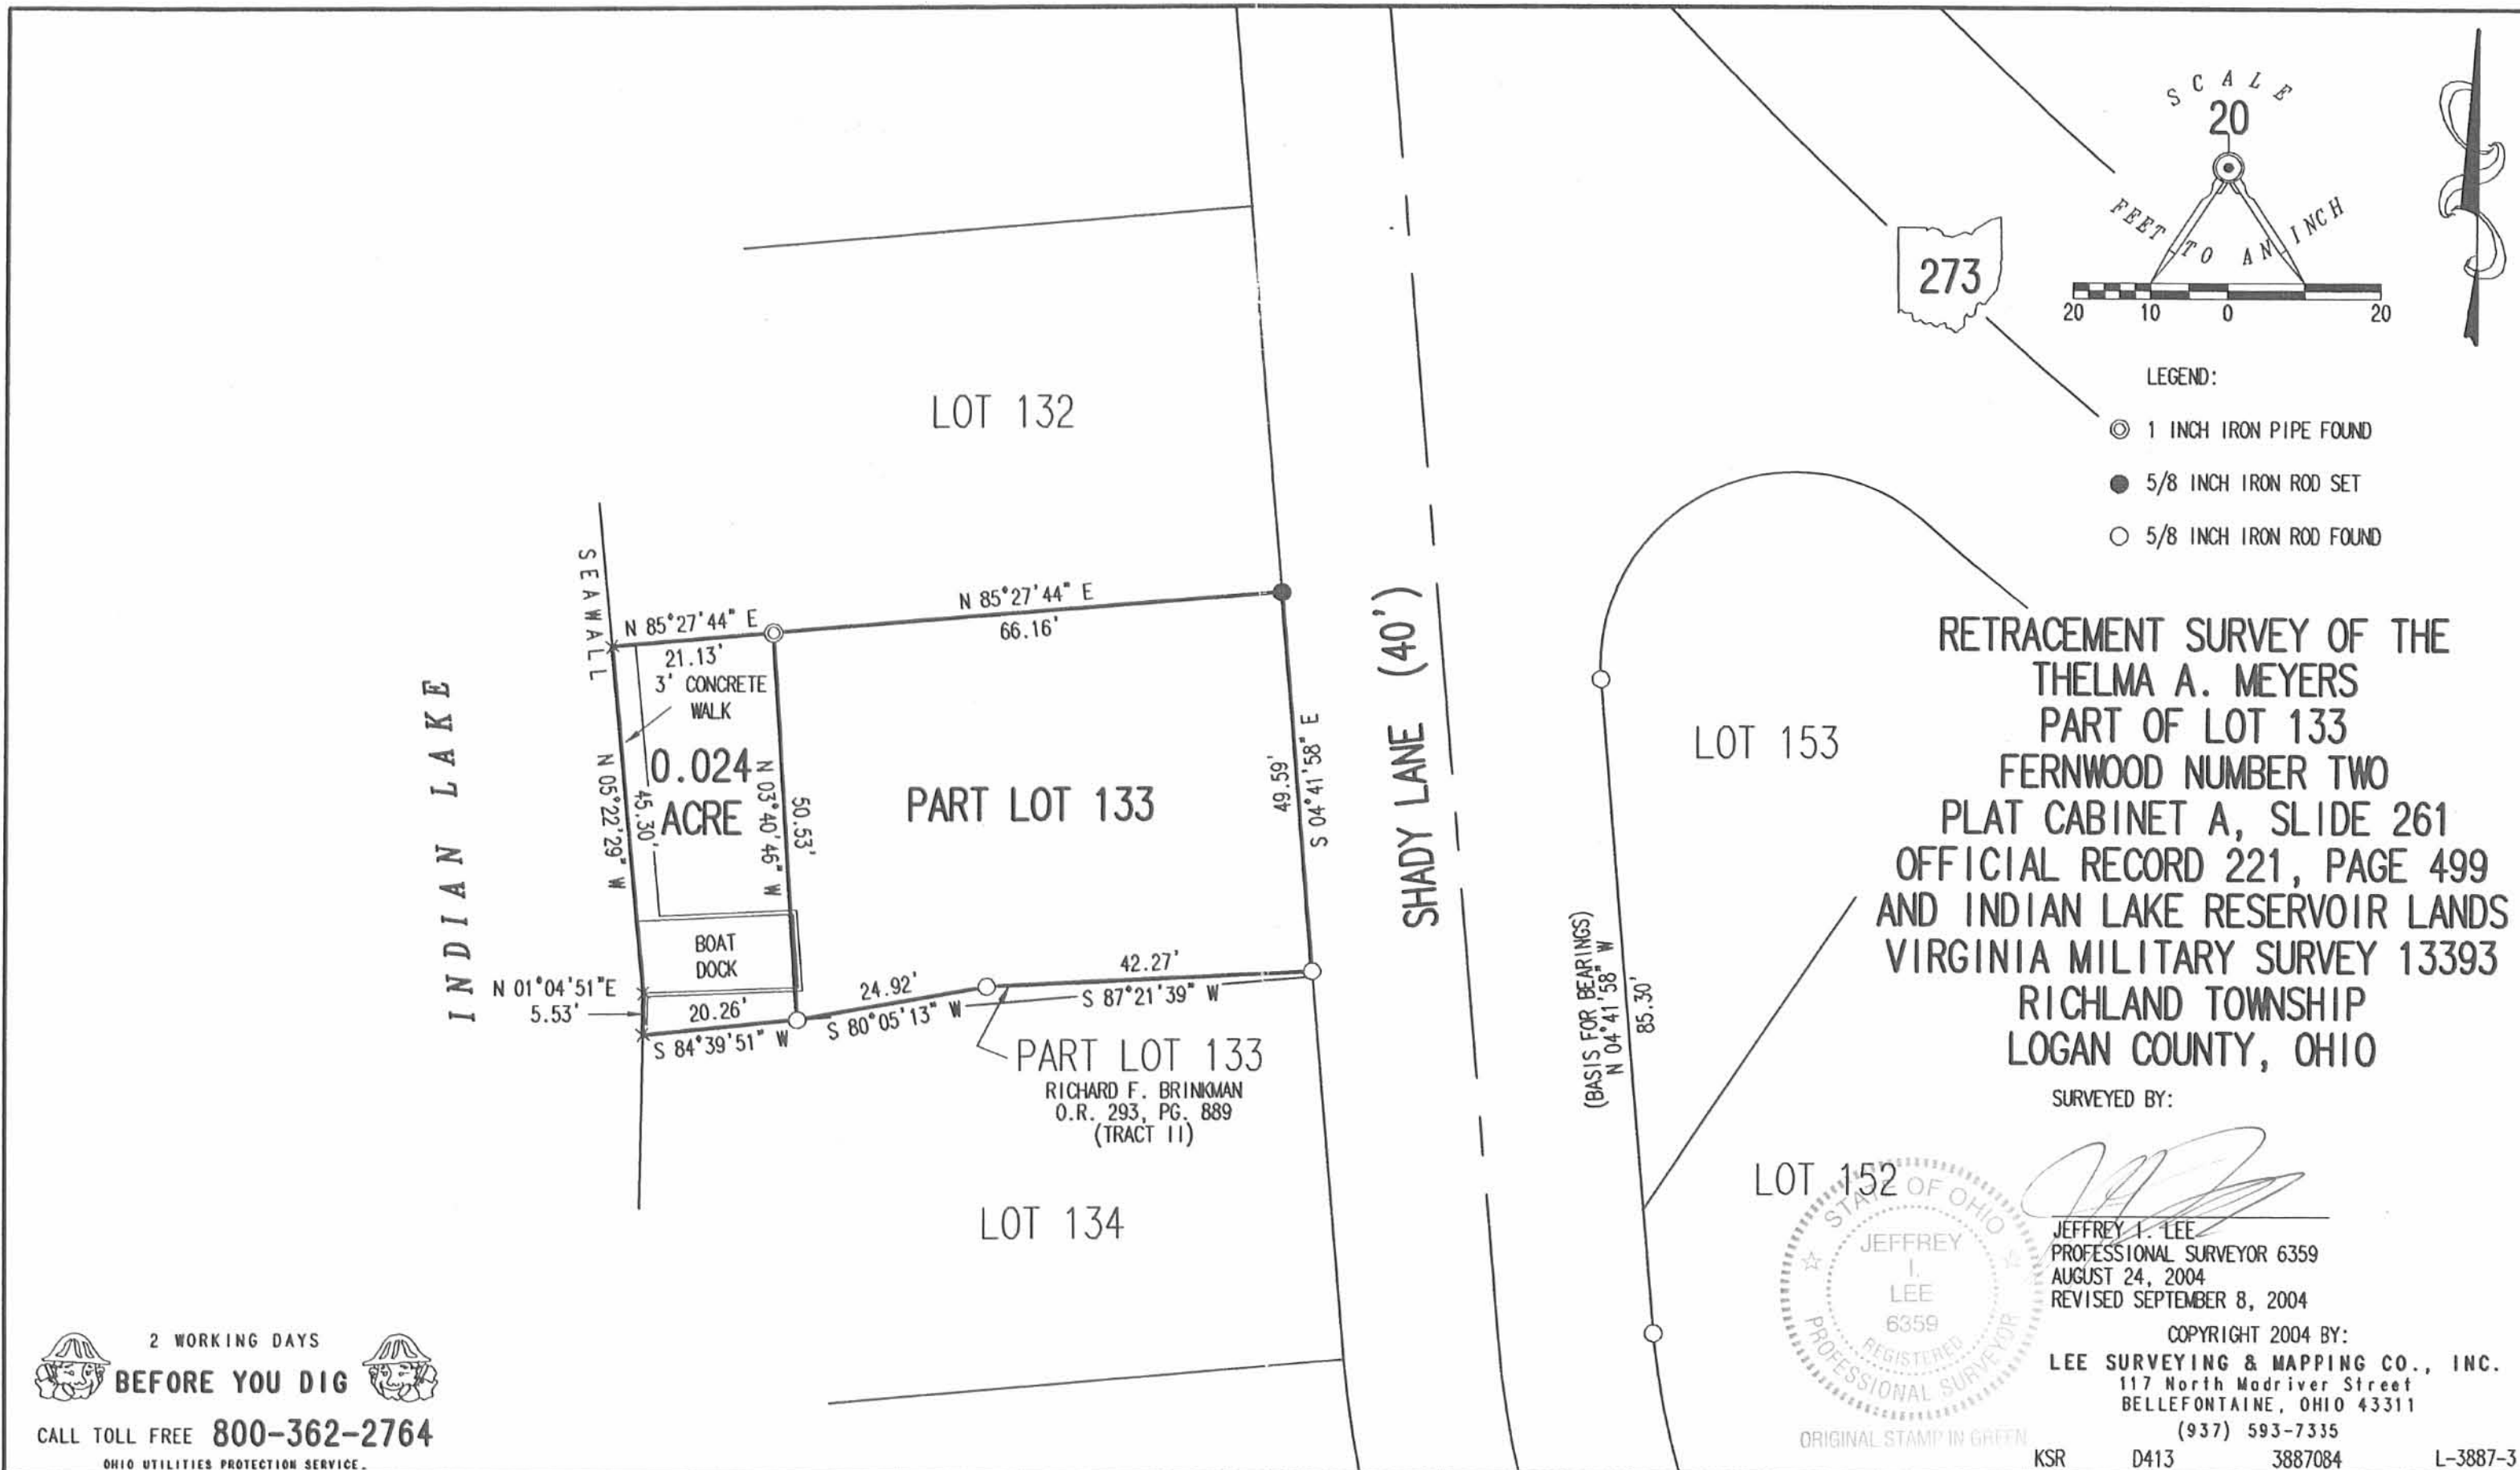 SCALE
20
FEET TO AN INCH
20 10 0 20
273
LEGEND:
1 INCH IRON PIPE FOUND
5/8 INCH IRON ROD SET
5/8 INCH IRON ROD FOUND
LOT 132
SEAWALL
N 85°27'44" E
21.13'
N 85°27'44" E
66.16'
3' CONCRETE
WALK
0.024
ACRE
N 05°22'29" W
45.30'
N 03°40'46" W
50.53'
PART LOT 133
49.59'
S 04°41'58" E
SHADY LANE (40')
INDIAN LAKE
BOAT
DOCK
N 01°04'51"E
5.53'
20.26'
S 84°39'51" W
24.92'
S 80°05'13" W
42.27'
S 87°21'39" W
PART LOT 133
RICHARD F. BRINKMAN
O.R. 293, PG. 889
(TRACT II)
LOT 134
LOT 153
(BASIS FOR BEARINGS)
N 04°41'58" W
85.30'
LOT 152
RETRACEMENT SURVEY OF THE
THELMA A. MEYERS
PART OF LOT 133
FERNWOOD NUMBER TWO
PLAT CABINET A, SLIDE 261
OFFICIAL RECORD 221, PAGE 499
AND INDIAN LAKE RESERVOIR LANDS
VIRGINIA MILITARY SURVEY 13393
RICHLAND TOWNSHIP
LOGAN COUNTY, OHIO
SURVEYED BY:
JEFFREY I. LEE
PROFESSIONAL SURVEYOR 6359
AUGUST 24, 2004
REVISED SEPTEMBER 8, 2004
COPYRIGHT 2004 BY:
LEE SURVEYING & MAPPING CO., INC.
117 North Madriver Street
BELLEFONTAINE, OHIO 43311
(937) 593-7335
KSR D413 3887084 L-3887-3
STATE OF OHIO
JEFFREY
I.
LEE
6359
REGISTERED
PROFESSIONAL SURVEYOR
ORIGINAL STAMP IN GREEN
2 WORKING DAYS
BEFORE YOU DIG
CALL TOLL FREE 800-362-2764
OHIO UTILITIES PROTECTION SERVICE.